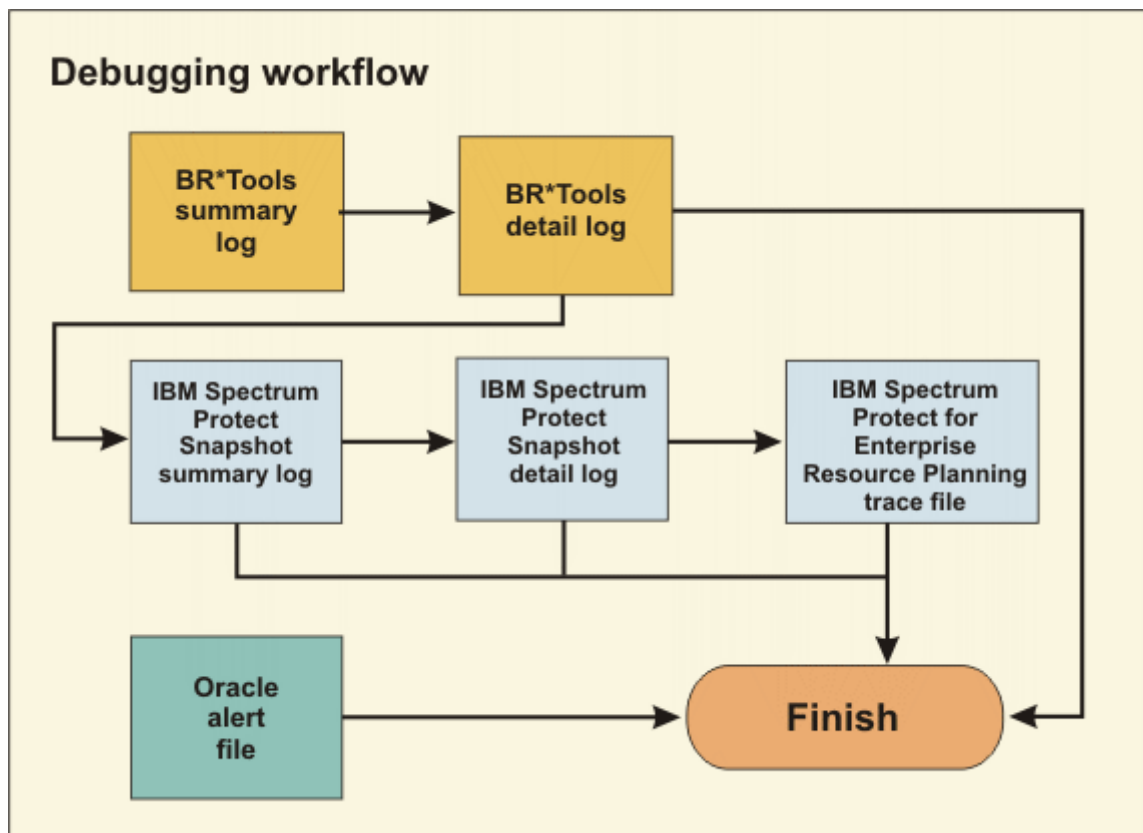 Debugging workflow
BR*Tools
summary
log
BR*Tools
detail log
IBM Spectrum
Protect
Snapshot
summary log
IBM Spectrum
Protect
Snapshot
detail log
IBM Spectrum
Protect for
Enterprise
Resource Planning
trace file
Oracle
alert
file
Finish